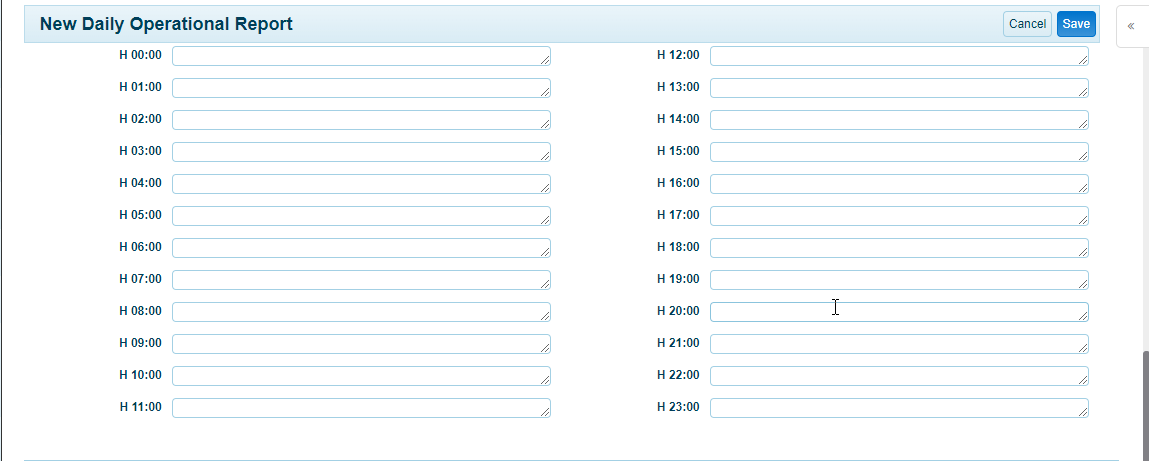 New Daily Operational Report
Cancel Save «
H 00:00
H 01:00
H 02:00
H 03:00
H 04:00
H 05:00
H 06:00
H 07:00
H 08:00
H 09:00
H 10:00
H 11:00
H 12:00
H 13:00
H 14:00
H 15:00
H 16:00
H 17:00
H 18:00
H 19:00
H 20:00
H 21:00
H 22:00
H 23:00